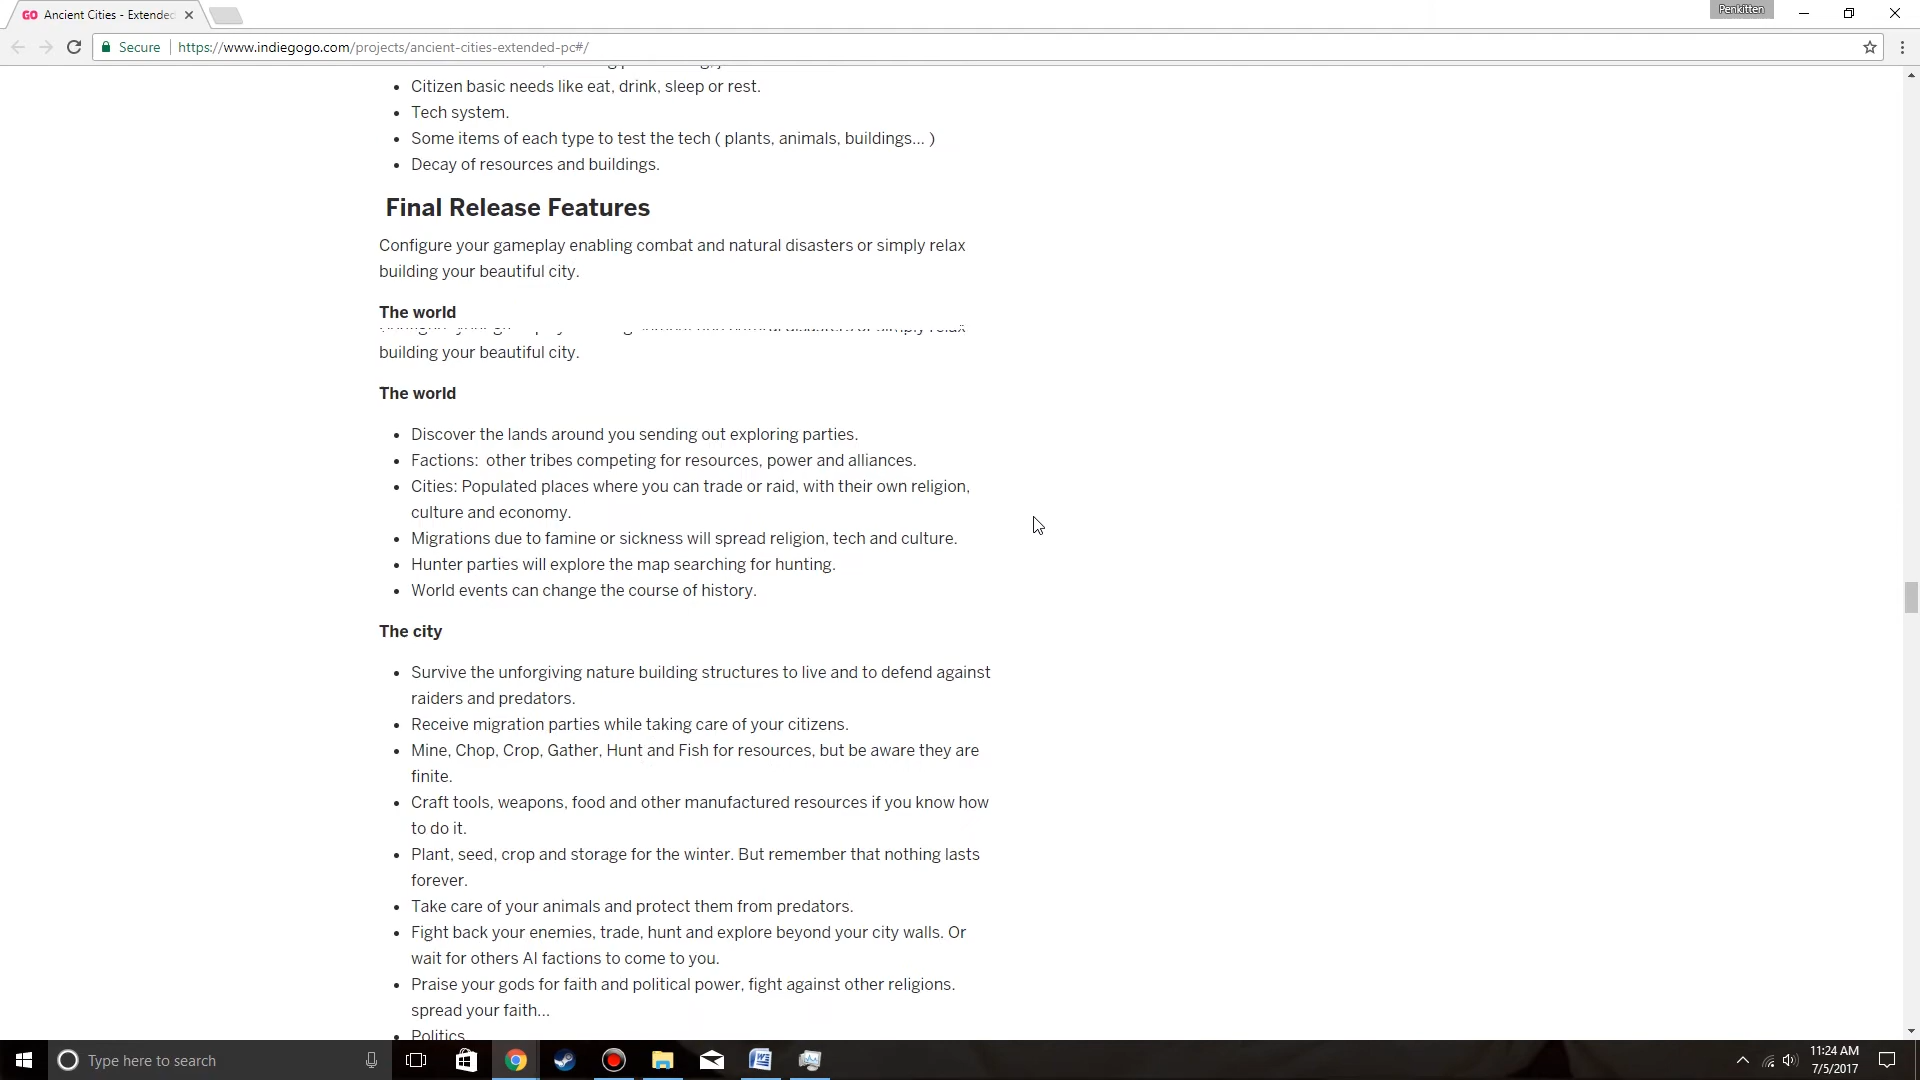 GO Ancient Cities - Extended
Penkitten
Secure https://www.indiegogo.com/projects/ancient-cities-extended-pc#/
• Citizen basic needs like eat, drink, sleep or rest.
• Tech system.
• Some items of each type to test the tech ( plants, animals, buildings... )
• Decay of resources and buildings.
Final Release Features
Configure your gameplay enabling combat and natural disasters or simply relax
building your beautiful city.
The world
building your beautiful city.
The world
• Discover the lands around you sending out exploring parties.
• Factions:  other tribes competing for resources, power and alliances.
• Cities: Populated places where you can trade or raid, with their own religion,
culture and economy.
• Migrations due to famine or sickness will spread religion, tech and culture.
• Hunter parties will explore the map searching for hunting.
• World events can change the course of history.
The city
• Survive the unforgiving nature building structures to live and to defend against
raiders and predators.
• Receive migration parties while taking care of your citizens.
• Mine, Chop, Crop, Gather, Hunt and Fish for resources, but be aware they are
finite.
• Craft tools, weapons, food and other manufactured resources if you know how
to do it.
• Plant, seed, crop and storage for the winter. But remember that nothing lasts
forever.
• Take care of your animals and protect them from predators.
• Fight back your enemies, trade, hunt and explore beyond your city walls. Or
wait for others AI factions to come to you.
• Praise your gods for faith and political power, fight against other religions.
spread your faith...
• Politics
Type here to search
11:24 AM
7/5/2017